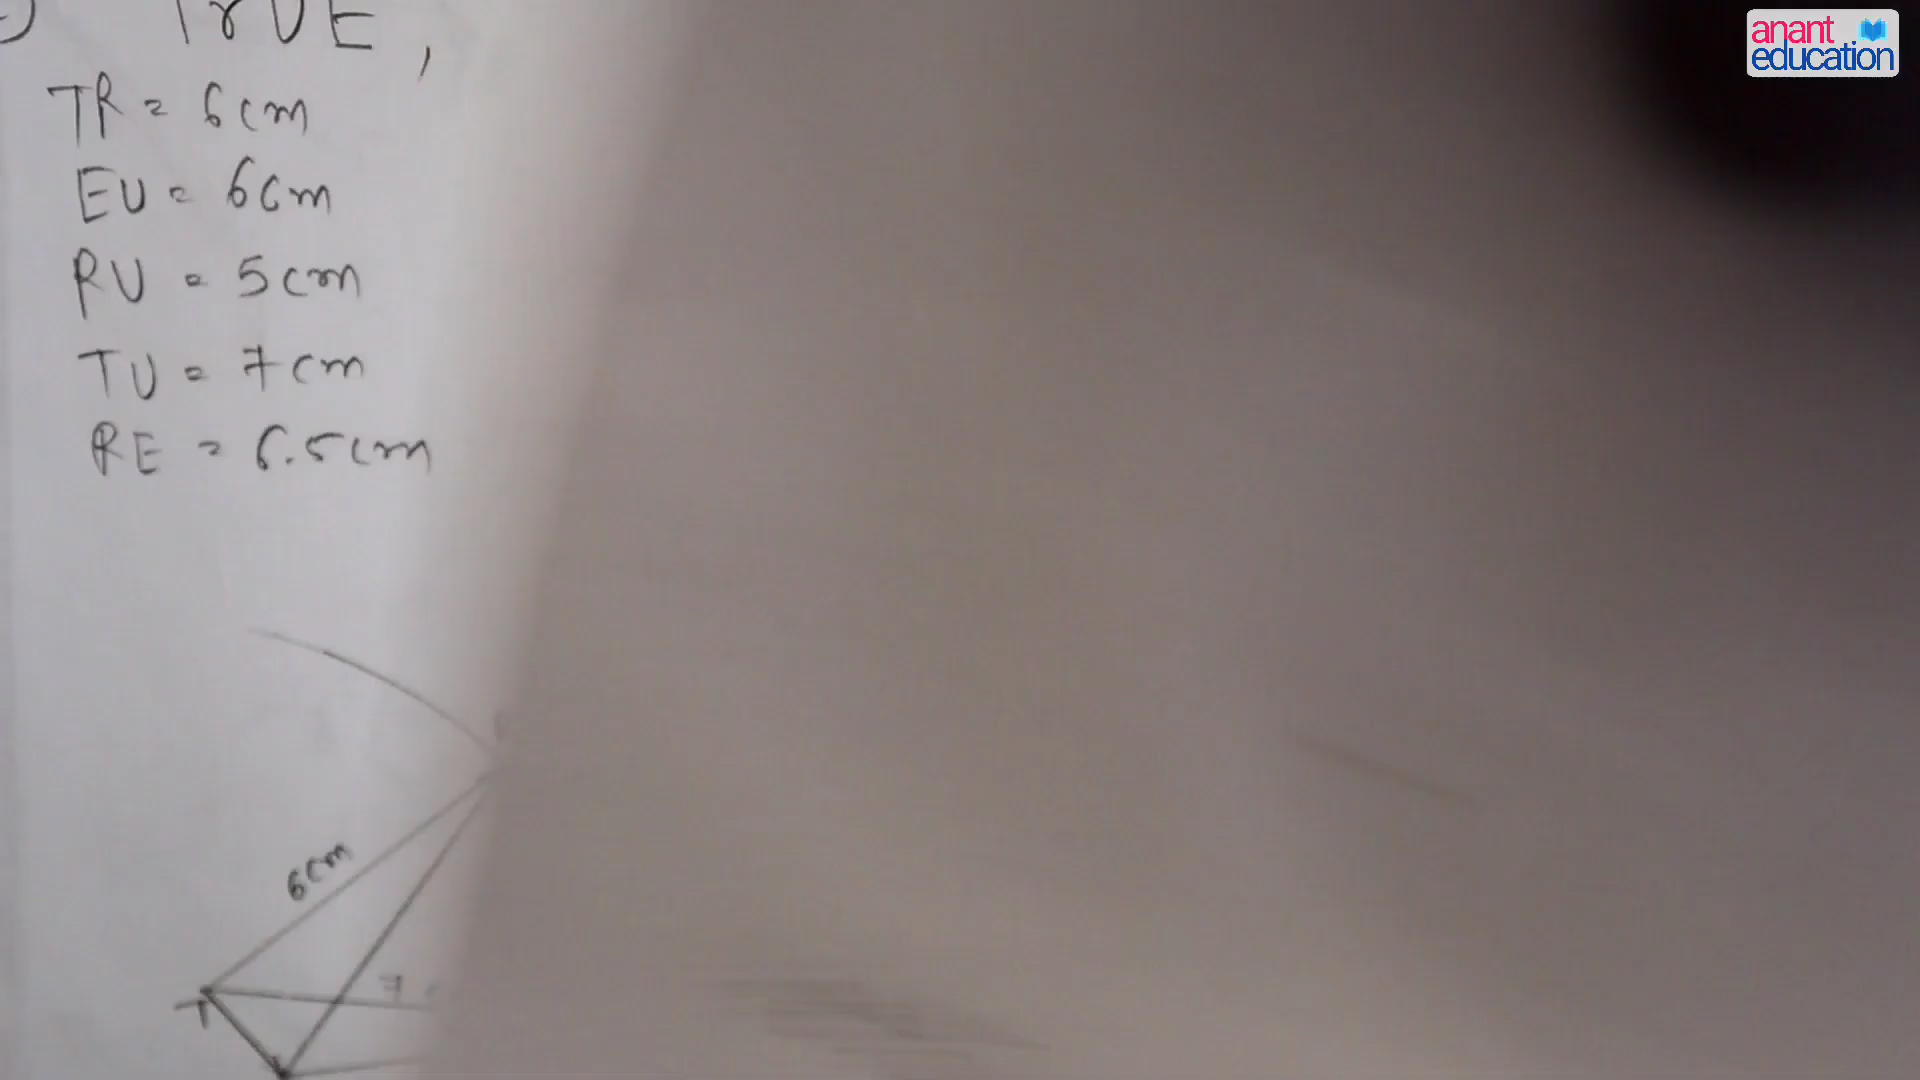 TRUE,
TR = 6cm
EU = 6cm
RU = 5cm
TU = 7cm
RE = 6.5cm
6cm
7
T
anant
education